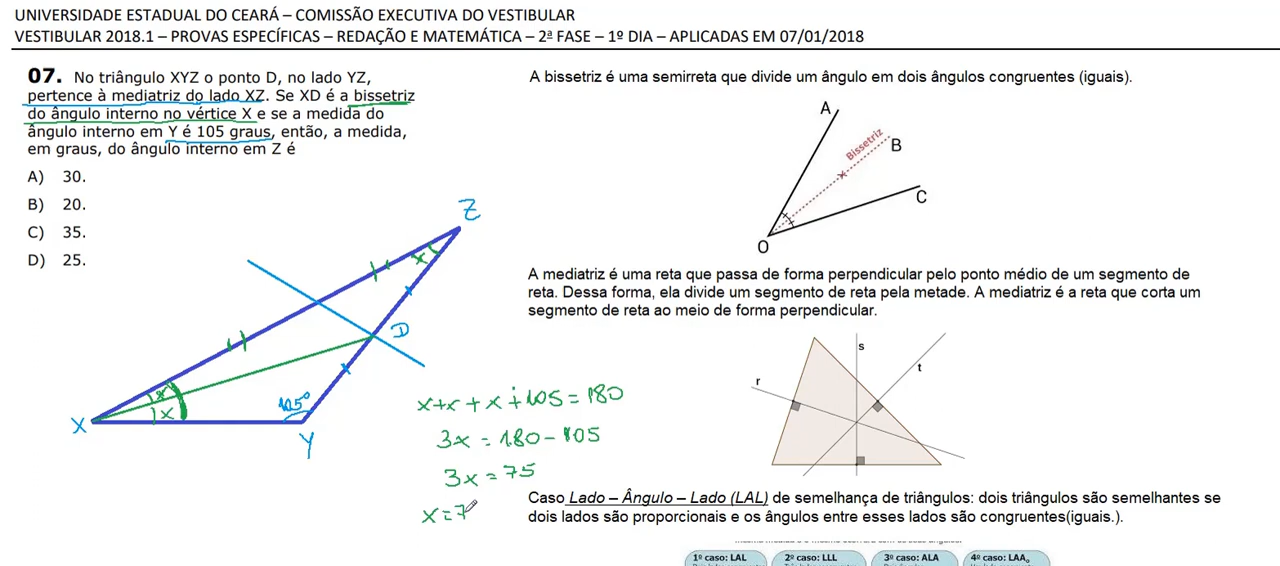 UNIVERSIDADE ESTADUAL DO CEARÁ – COMISSÃO EXECUTIVA DO VESTIBULAR
VESTIBULAR 2018.1 – PROVAS ESPECÍFICAS – REDAÇÃO E MATEMÁTICA – 2ª FASE – 1º DIA – APLICADAS EM 07/01/2018
07. No triângulo XYZ o ponto D, no lado YZ,
pertence à mediatriz do lado XZ. Se XD é a bissetriz
do ângulo interno no vértice X e se a medida do
ângulo interno em Y é 105 graus, então, a medida,
em graus, do ângulo interno em Z é
A) 30.
B) 20.
C) 35.
D) 25.
Z
x
D
x
x
X
105°
Y
x+x+x+105=180
3x=180-105
3x=75
x=7
A bissetriz é uma semirreta que divide um ângulo em dois ângulos congruentes (iguais).
A
Bissetriz
B
C
O
A mediatriz é uma reta que passa de forma perpendicular pelo ponto médio de um segmento de
reta. Dessa forma, ela divide um segmento de reta pela metade. A mediatriz é a reta que corta um
segmento de reta ao meio de forma perpendicular.
s
t
r
Caso Lado – Ângulo – Lado (LAL) de semelhança de triângulos: dois triângulos são semelhantes se
dois lados são proporcionais e os ângulos entre esses lados são congruentes(iguais.).
1º caso: LAL
2º caso: LLL
3º caso: ALA
4º caso: LAAₒ